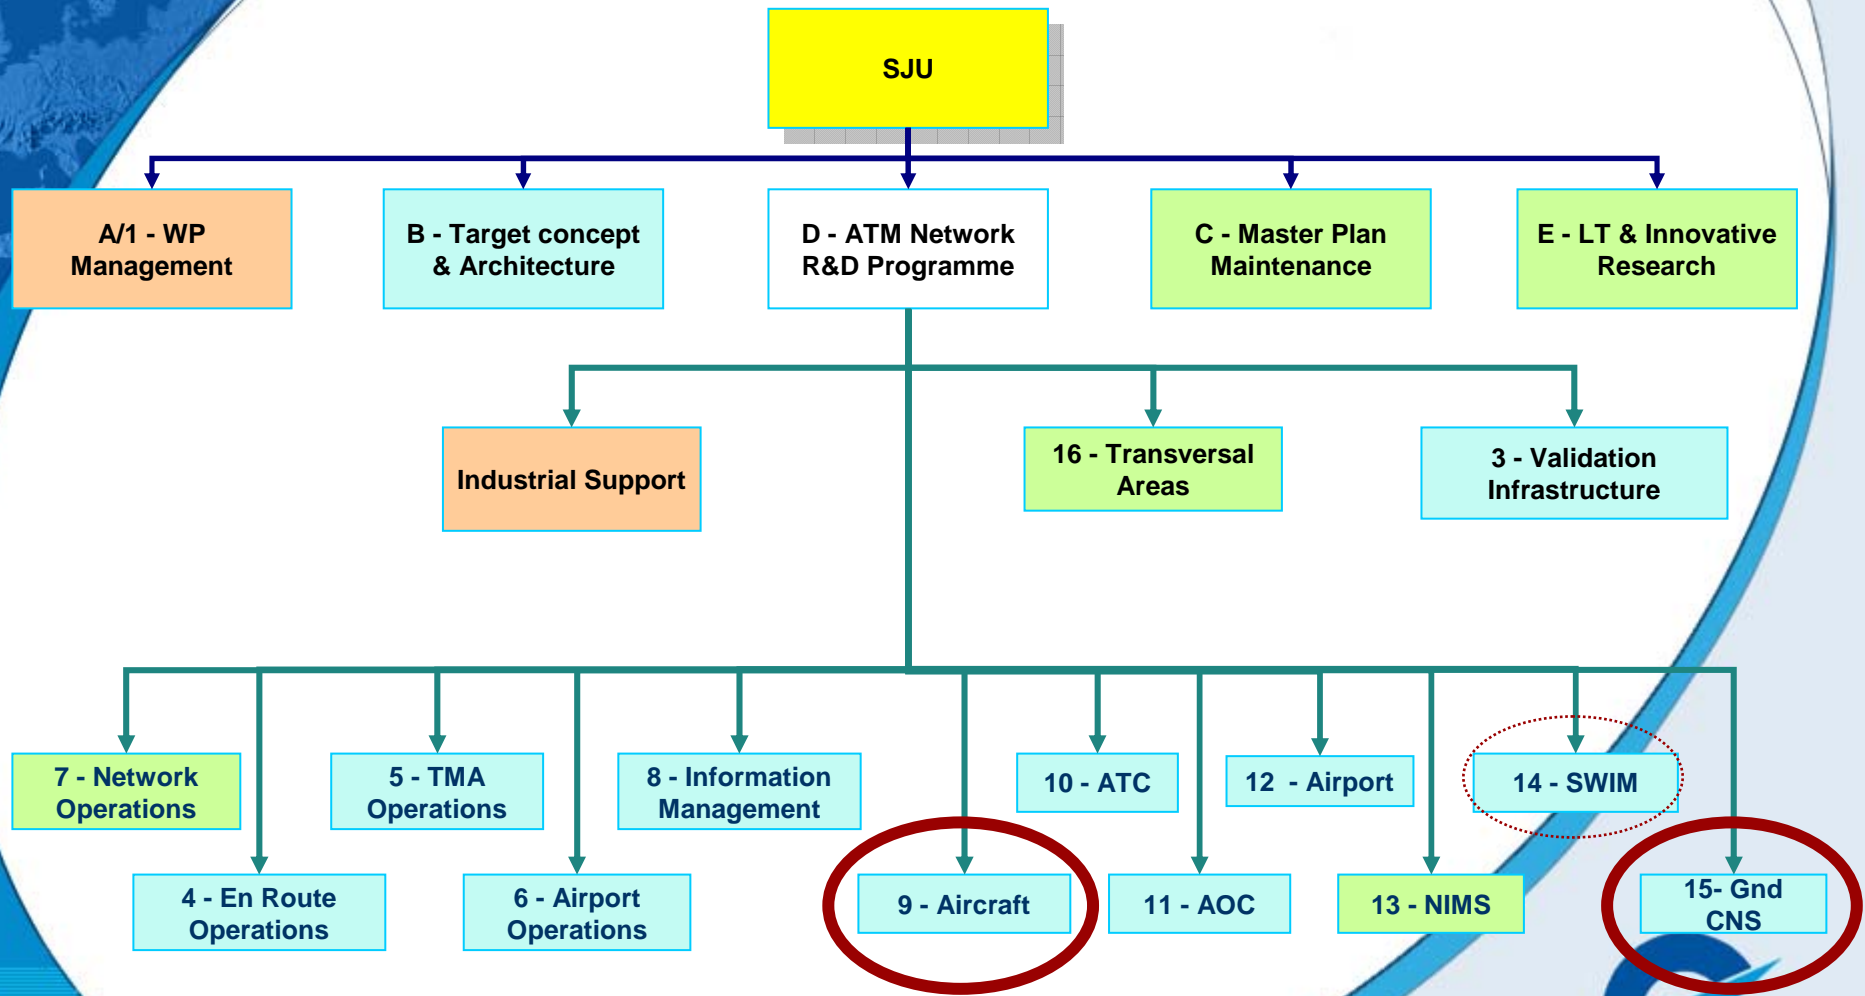 SJU
A/1 - WP
Management
B - Target concept
& Architecture
D - ATM Network
R&D Programme
C - Master Plan
Maintenance
E - LT & Innovative
Research
Industrial Support
16 - Transversal
Areas
3 - Validation
Infrastructure
7 - Network
Operations
5 - TMA
Operations
8 - Information
Management
10 - ATC
12 - Airport
14 - SWIM
4 - En Route
Operations
6 - Airport
Operations
9 - Aircraft
11 - AOC
13 - NIMS
15- Gnd
CNS